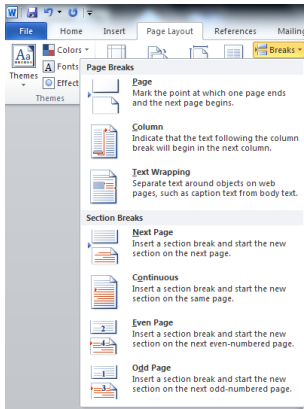 W
File Home Insert Page Layout References Mailin
Colors
Breaks
Aa
A Fonts
Themes
Effect
Themes
Page Breaks
Page
Mark the point at which one page ends
and the next page begins.
Column
Indicate that the text following the column
break will begin in the next column.
Text Wrapping
Separate text around objects on web
pages, such as caption text from body text.
Section Breaks
Next Page
Insert a section break and start the new
section on the next page.
Continuous
Insert a section break and start the new
section on the same page.
2
4
Even Page
Insert a section break and start the new
section on the next even-numbered page.
1
3
Odd Page
Insert a section break and start the new
section on the next odd-numbered page.